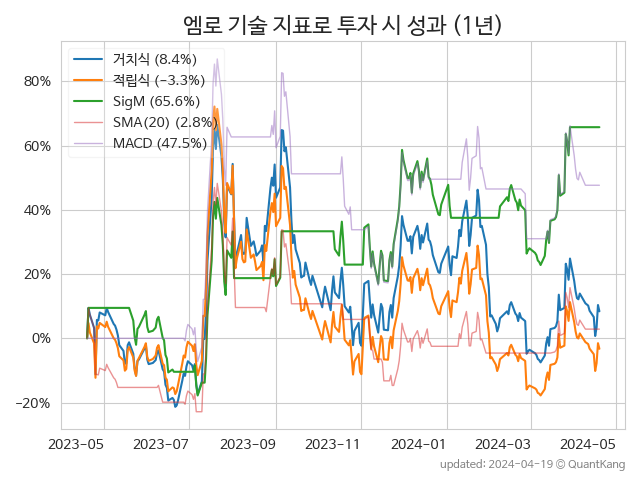 엠로 기술 지표로 투자 시 성과 (1년)
거치식 (8.4%)
적립식 (−3.3%)
SigM (65.6%)
SMA(20) (2.8%)
MACD (47.5%)
80%
60%
40%
20%
0%
−20%
2023-05 2023-07 2023-09 2023-11 2024-01 2024-03 2024-05
updated: 2024-04-19 © QuantKang